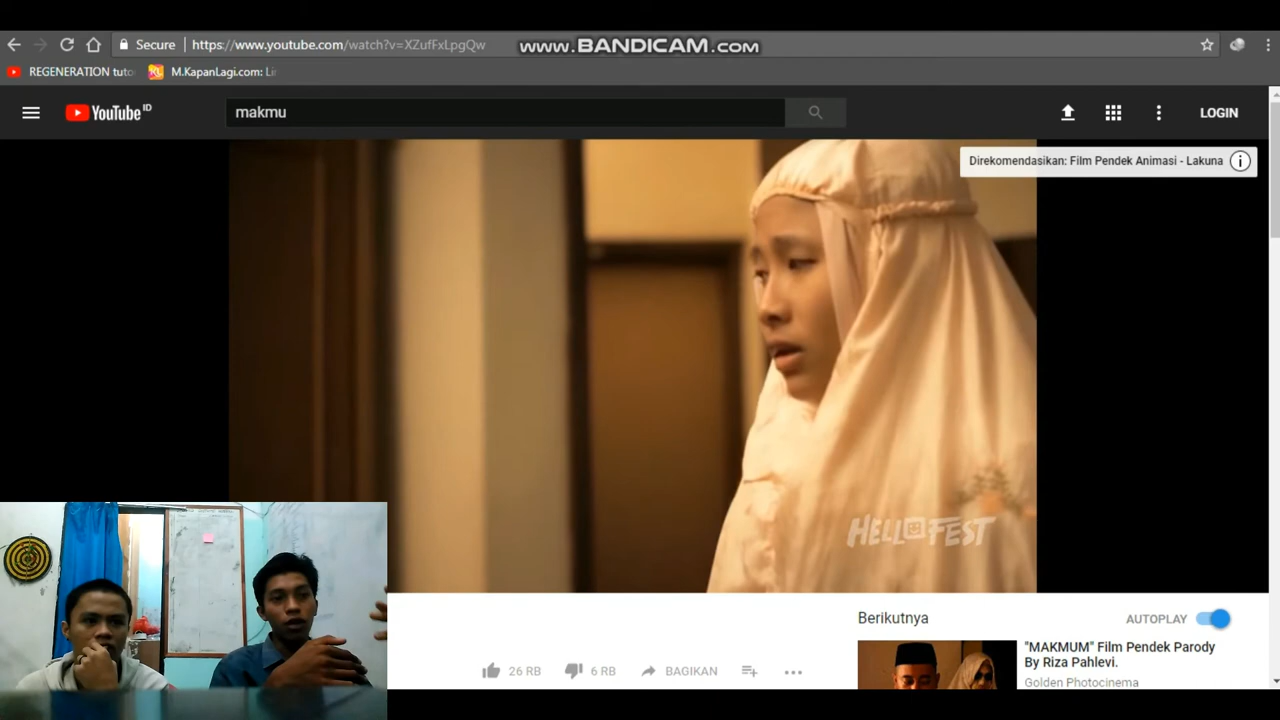 Secure
https://www.youtube.com/watch?v=XZufFxLpgQw
www.BANDICAM.com
REGENERATION tuto
M.KapanLagi.com: Lir
YouTube ID
makmu
LOGIN
Direkomendasikan: Film Pendek Animasi - Lakuna
HELLOFEST
Berikutnya
AUTOPLAY
"MAKMUM" Film Pendek Parody
By Riza Pahlevi.
Golden Photocinema
26 RB
6 RB
BAGIKAN